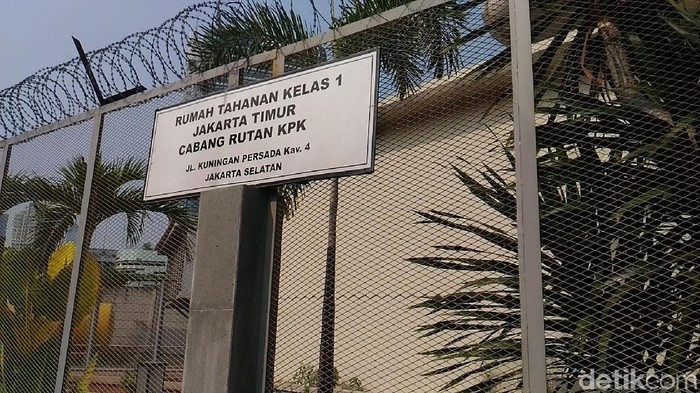 RUMAH TAHANAN KELAS 1
JAKARTA TIMUR
CABANG RUTAN KPK
JL. KUNINGAN PERSADA Kav. 4
JAKARTA SELATAN
detikcom